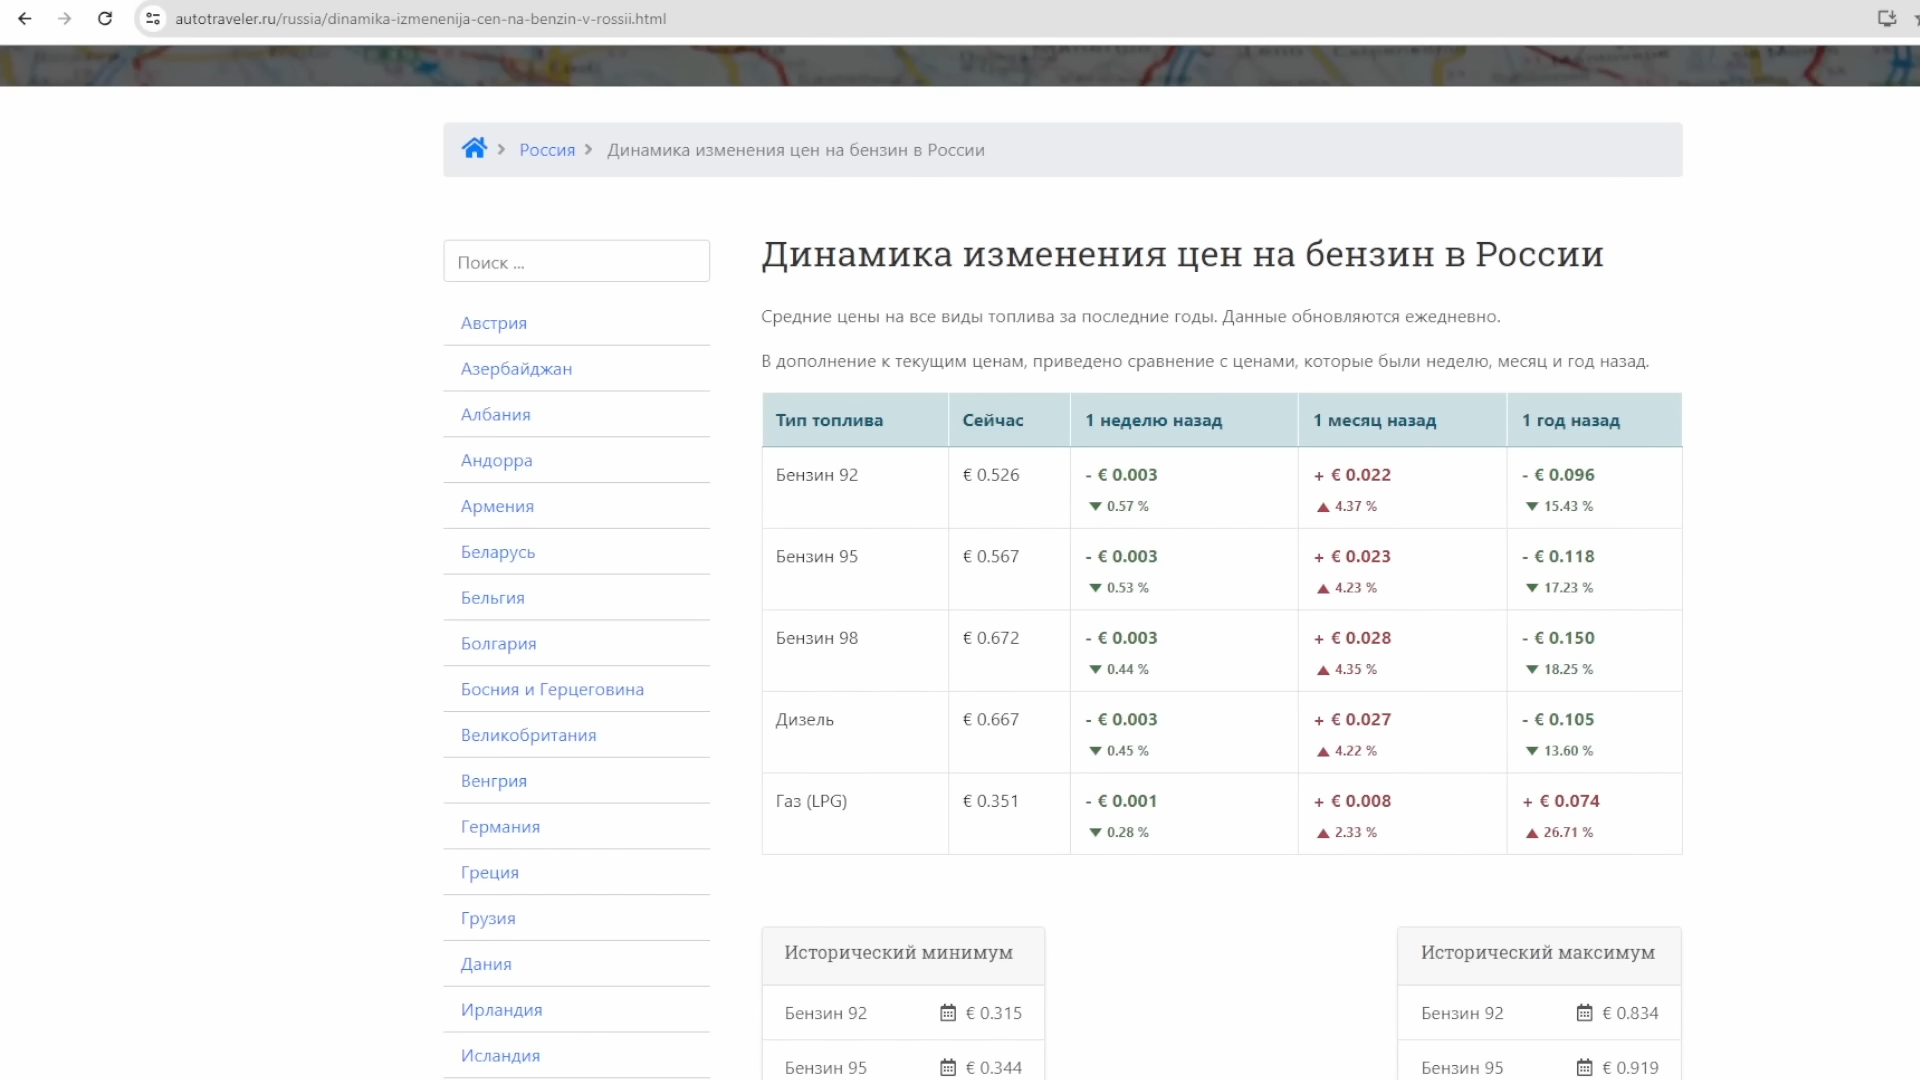 autotraveler.ru/russia/dinamika-izmenenija-cen-na-benzin-v-rossii.html
Россия > Динамика изменения цен на бензин в России
Поиск ...
Австрия
Азербайджан
Албания
Андорра
Армения
Беларусь
Бельгия
Болгария
Босния и Герцеговина
Великобритания
Венгрия
Германия
Греция
Грузия
Дания
Ирландия
Исландия
Динамика изменения цен на бензин в России
Средние цены на все виды топлива за последние годы. Данные обновляются ежедневно.
В дополнение к текущим ценам, приведено сравнение с ценами, которые были неделю, месяц и год назад.
Тип топлива Сейчас 1 неделю назад 1 месяц назад 1 год назад
Бензин 92 € 0.526 - € 0.003 + € 0.022 - € 0.096
▼ 0.57 % ▲ 4.37 % ▼ 15.43 %
Бензин 95 € 0.567 - € 0.003 + € 0.023 - € 0.118
▼ 0.53 % ▲ 4.23 % ▼ 17.23 %
Бензин 98 € 0.672 - € 0.003 + € 0.028 - € 0.150
▼ 0.44 % ▲ 4.35 % ▼ 18.25 %
Дизель € 0.667 - € 0.003 + € 0.027 - € 0.105
▼ 0.45 % ▲ 4.22 % ▼ 13.60 %
Газ (LPG) € 0.351 - € 0.001 + € 0.008 + € 0.074
▼ 0.28 % ▲ 2.33 % ▲ 26.71 %
Исторический минимум
Бензин 92 € 0.315
Бензин 95 € 0.344
Исторический максимум
Бензин 92 € 0.834
Бензин 95 € 0.919